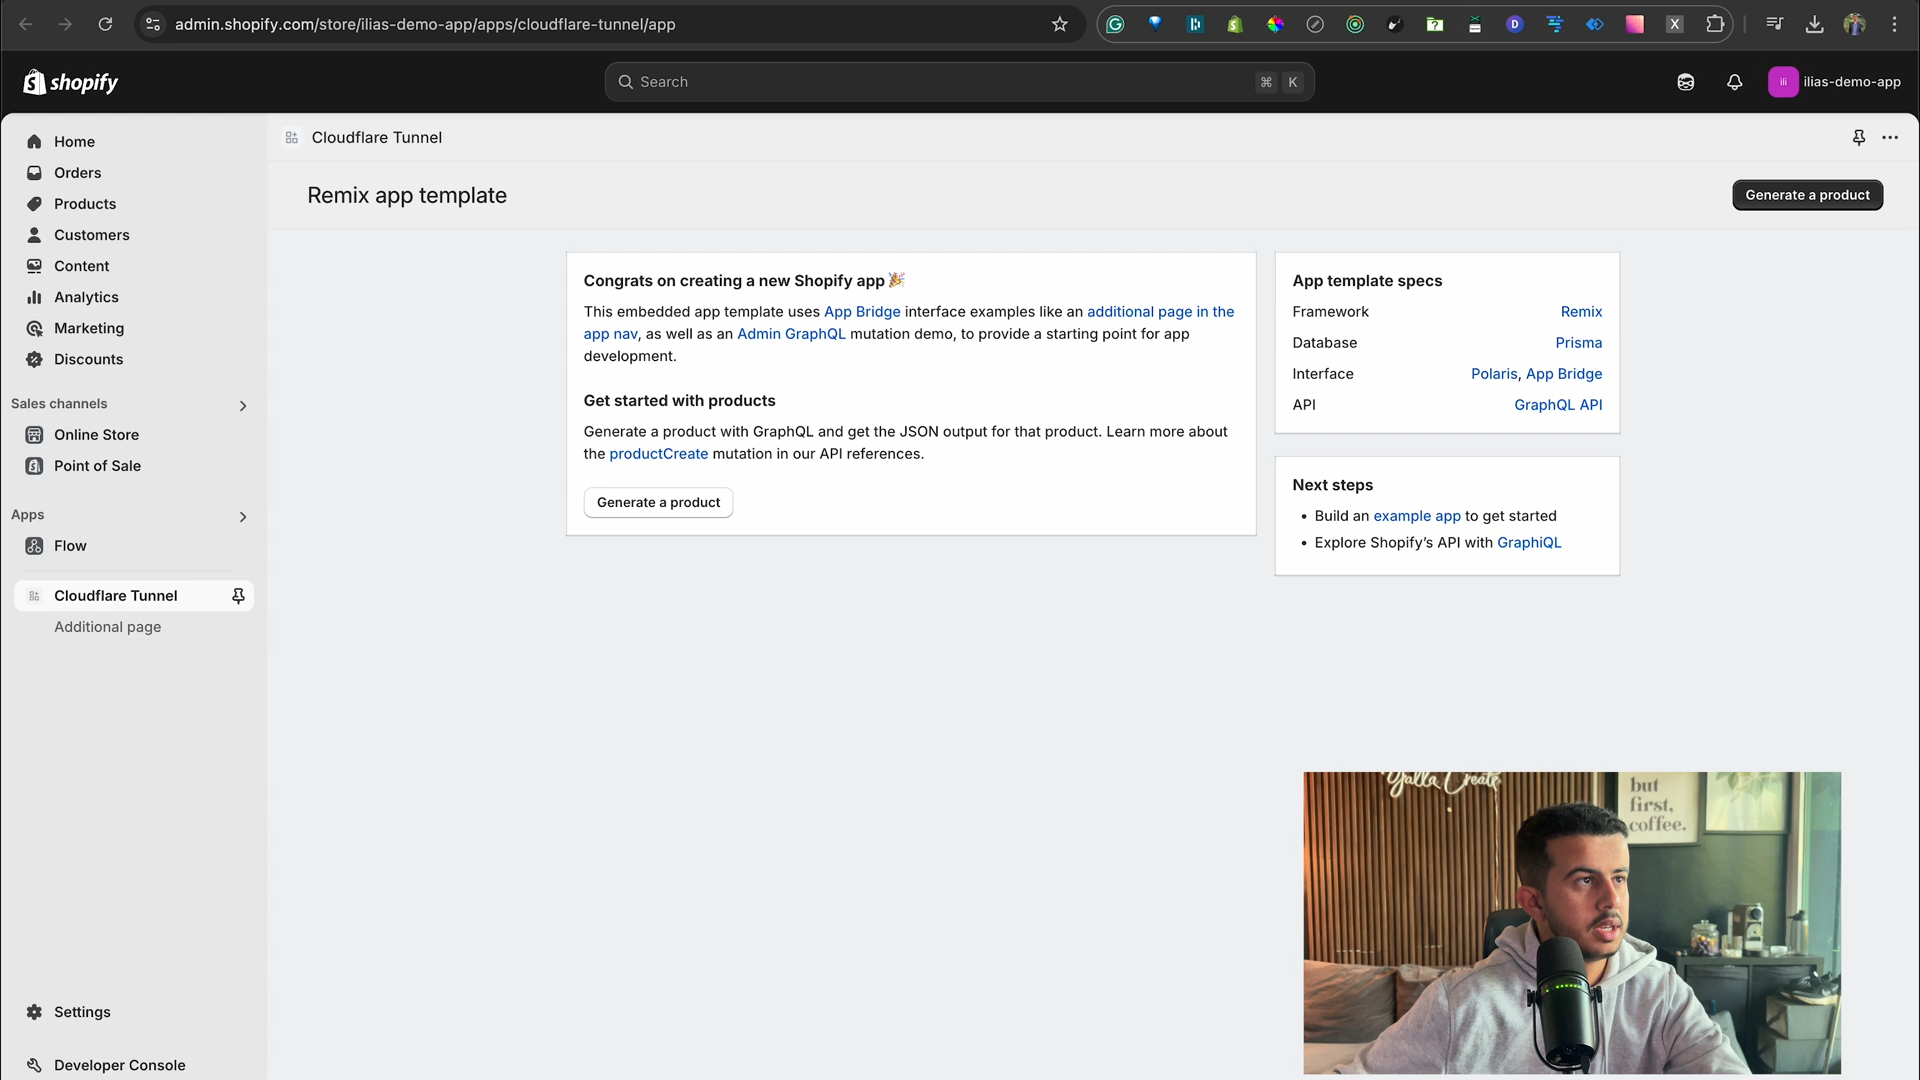 admin.shopify.com/store/ilias-demo-app/apps/cloudflare-tunnel/app
shopify
Search
⌘ K
ili
ilias-demo-app
Home
Orders
Products
Customers
Content
Analytics
Marketing
Discounts
Sales channels
Online Store
Point of Sale
Apps
Flow
Cloudflare Tunnel
Additional page
Settings
Developer Console
Cloudflare Tunnel
Remix app template
Generate a product
Congrats on creating a new Shopify app 🎉
This embedded app template uses App Bridge interface examples like an additional page in the
app nav, as well as an Admin GraphQL mutation demo, to provide a starting point for app
development.
Get started with products
Generate a product with GraphQL and get the JSON output for that product. Learn more about
the productCreate mutation in our API references.
Generate a product
App template specs
Framework Remix
Database Prisma
Interface Polaris, App Bridge
API GraphQL API
Next steps
• Build an example app to get started
• Explore Shopify’s API with GraphiQL
Yalla Create
but
first,
coffee.